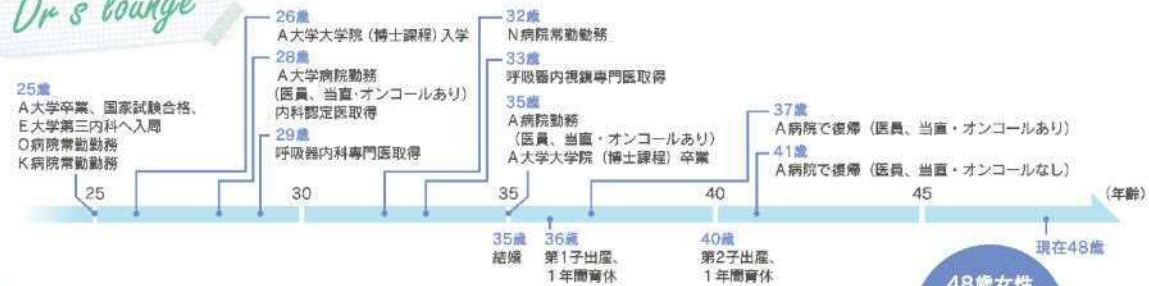 Dr's lounge
25歳
A大学卒業、国家試験合格、
E大学第三内科へ入局
O病院常勤勤務
K病院常勤勤務
26歳
A大学大学院（博士課程）入学
28歳
A大学病院勤務
（医員、当直・オンコールあり）
内科認定医取得
29歳
呼吸器内科専門医取得
32歳
N病院常勤勤務
33歳
呼吸器内視鏡専門医取得
35歳
A病院勤務
（医員、当直・オンコールあり）
A大学大学院（博士課程）卒業
37歳
A病院で復帰（医員、当直・オンコールあり）
41歳
A病院で復帰（医員、当直・オンコールなし）
25 30 35 40 45 （年齢）
35歳
結婚
36歳
第1子出産、
1年間育休
40歳
第2子出産、
1年間育休
現在48歳
48歳女性